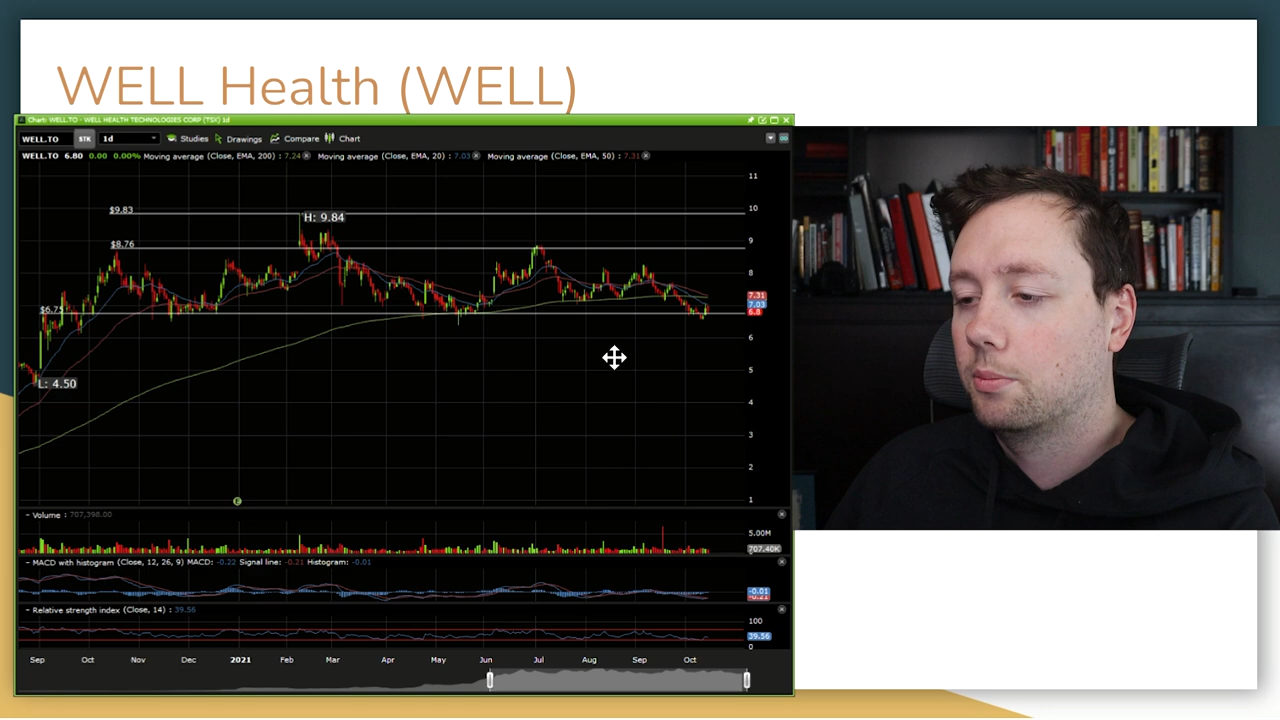 WELL Health (WELL)
Chart: WELL.TO - WELL HEALTH TECHNOLOGIES CORP (TSX) 1d
WELL.TO STK 1d Studies Drawings Compare Chart
WELL.TO 6.80 0.00 0.00% Moving average (Close, EMA, 200) : 7.24 Moving average (Close, EMA, 20) : 7.03 Moving average (Close, EMA, 50) : 7.31
11
$9.83
10
H: 9.84
$8.76
9
8
7.31
7.03
$6.75
6.8
6
5
L: 4.50
4
3
2
1
- Volume : 707,398.00
5.00M
707.40K
- MACD with histogram (Close, 12, 26, 9) MACD: -0.22 Signal line: -0.21 Histogram: -0.01
-0.01
-0.21
- Relative strength index (Close, 14) : 39.56
100
39.56
0
Sep Oct Nov Dec 2021 Feb Mar Apr May Jun Jul Aug Sep Oct